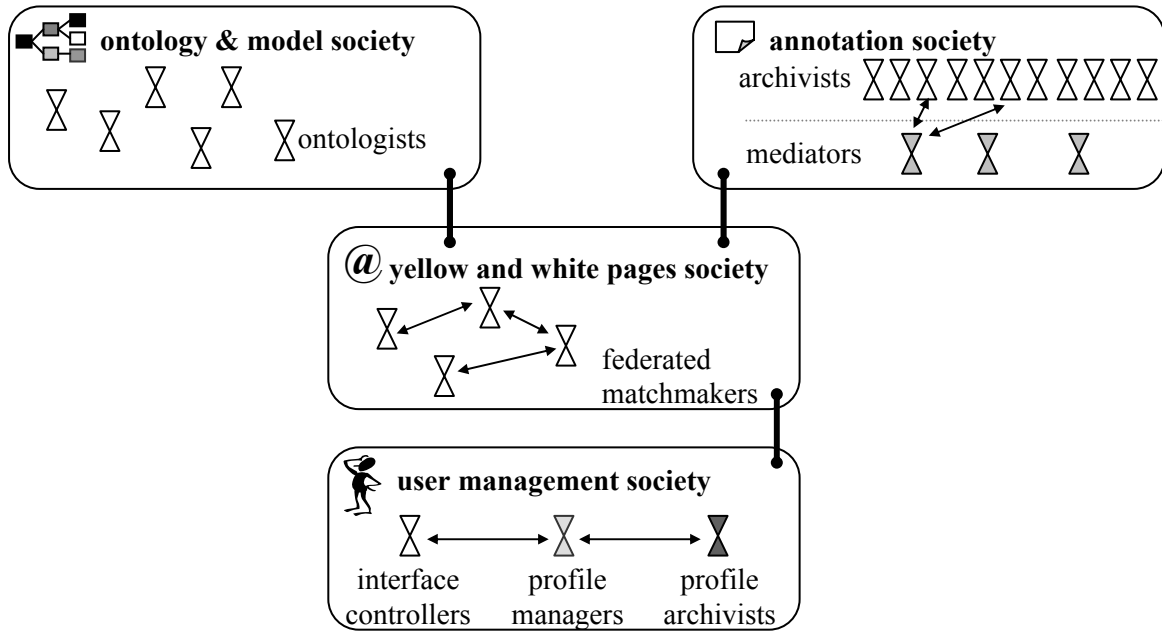 ontology & model society
ontologists
annotation society
archivists
mediators
@ yellow and white pages society
federated
matchmakers
user management society
interface
controllers
profile
managers
profile
archivists